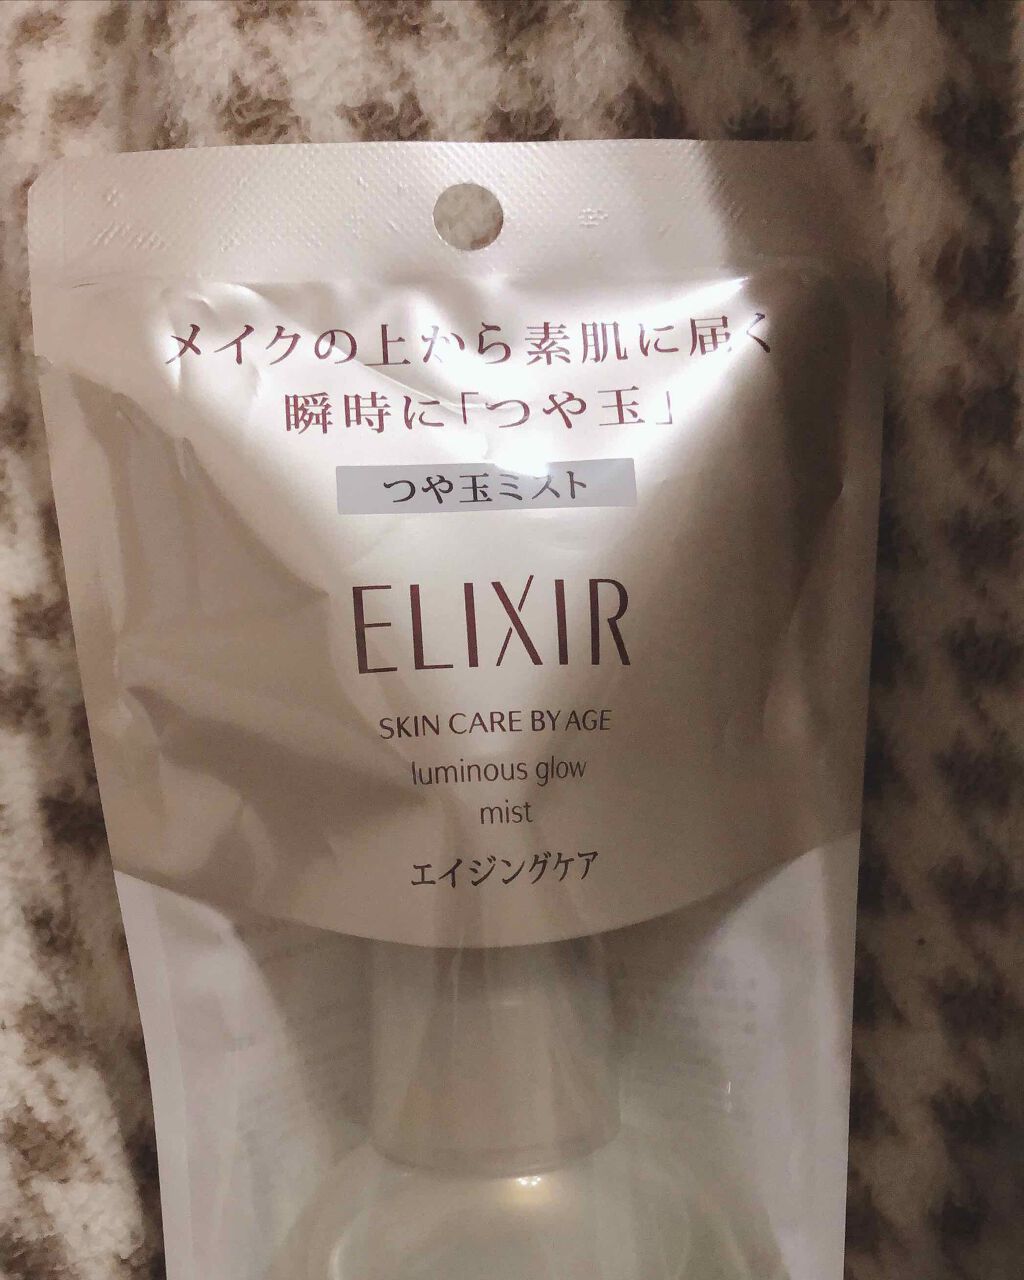 メイクの上から素肌に届く
瞬時に「つや玉」
つや玉ミスト
ELIXIR
SKIN CARE BY AGE
luminous glow
mist
エイジングケア